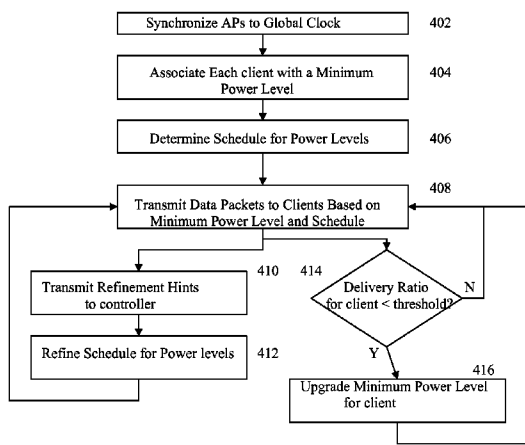 Synchronize APs to Global Clock
402
Associate Each client with a Minimum
Power Level
404
Determine Schedule for Power Levels
406
408
Transmit Data Packets to Clients Based on
Minimum Power Level and Schedule
410
Transmit Refinement Hints
to controller
414
Delivery Ratio
for client < threshold?
N
Y
Refine Schedule for Power levels
412
416
Upgrade Minimum Power Level
for client